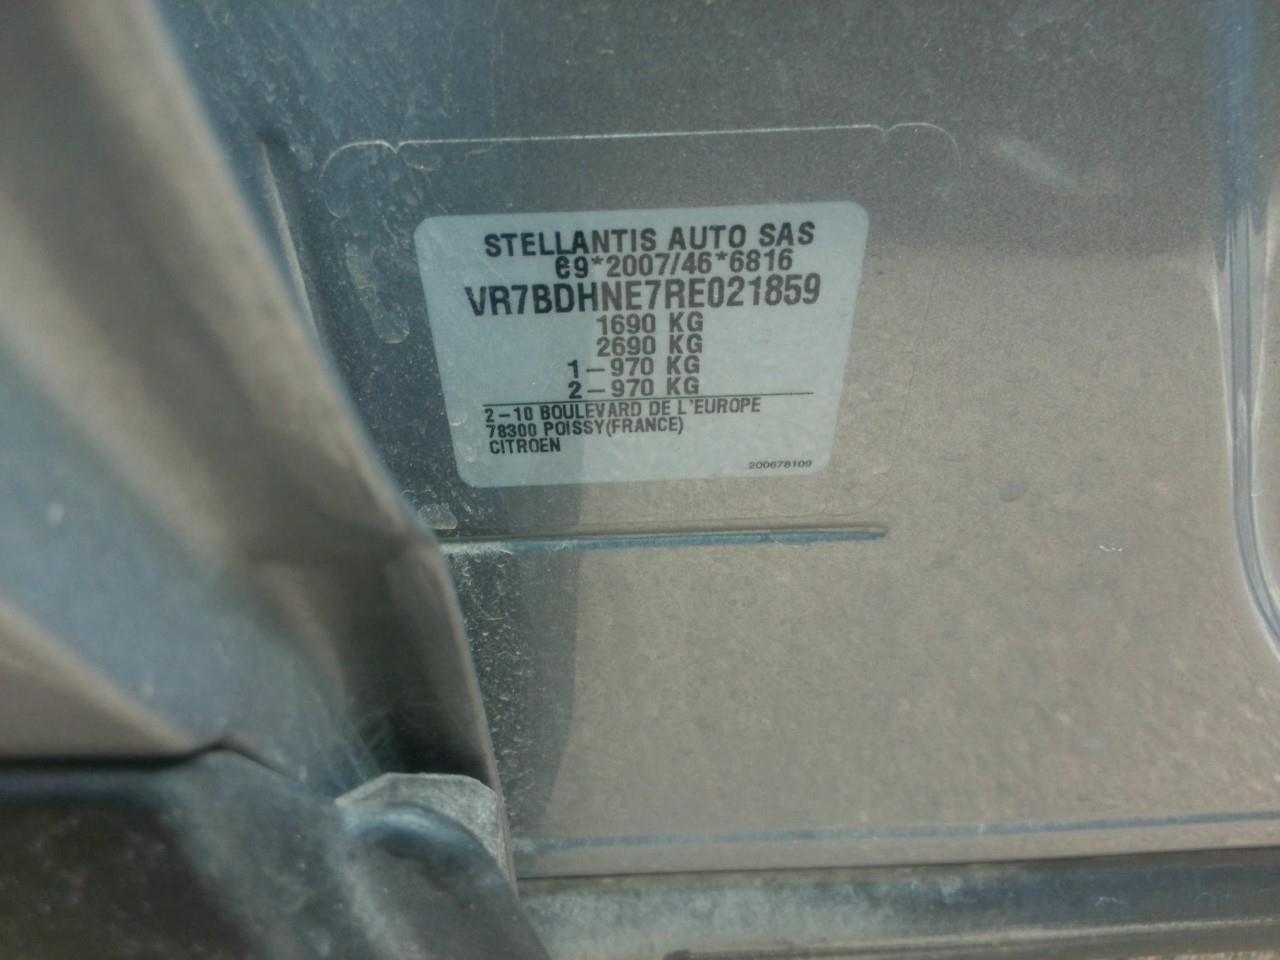 STELLANTIS AUTO SAS
e9*2007/46*6816
VR7BDHNE7RE021859
1690 KG
2690 KG
1-970 KG
2-970 KG
2-10 BOULEVARD DE L'EUROPE
78300 POISSY(FRANCE)
CITROEN
200678109